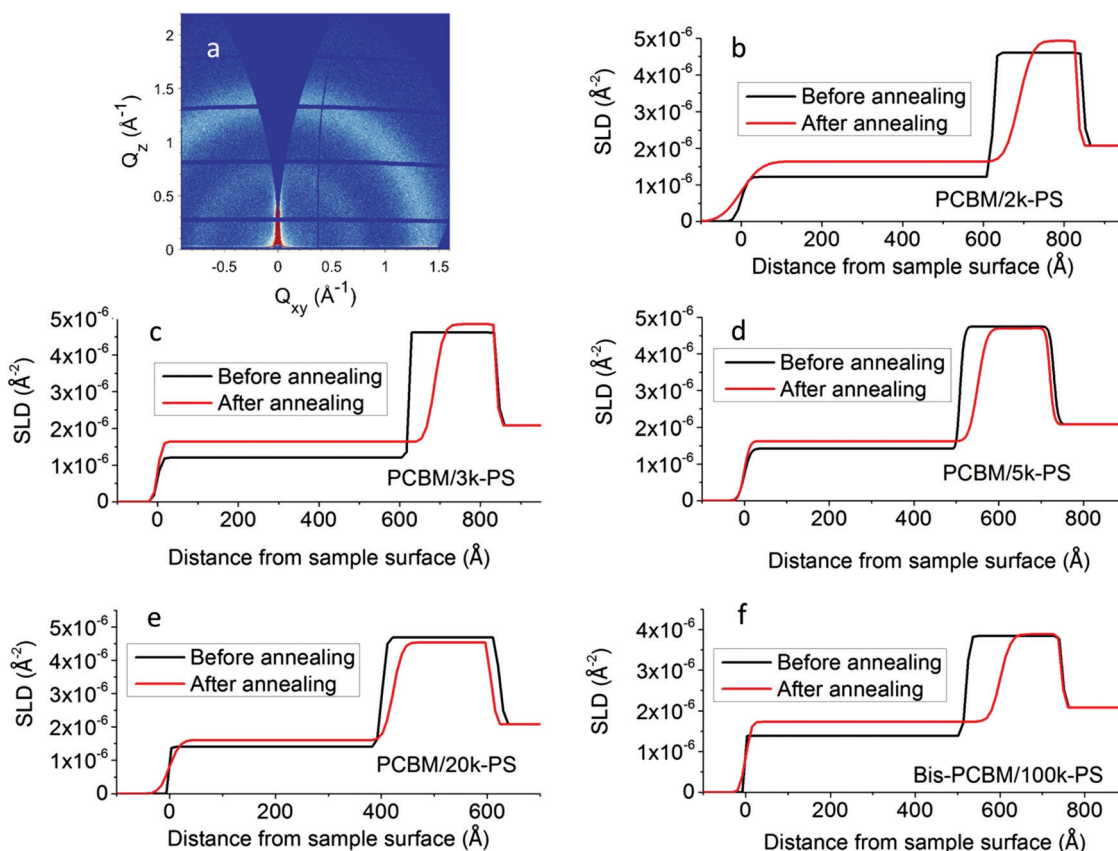 a
2
1.5
1
0.5
0
Q_z (Å⁻¹)
-0.5 0 0.5 1 1.5
Q_xy (Å⁻¹)
b
5x10⁻⁶
4x10⁻⁶
3x10⁻⁶
2x10⁻⁶
1x10⁻⁶
0
SLD (Å⁻²)
Before annealing
After annealing
PCBM/2k-PS
0 200 400 600 800
Distance from sample surface (Å)
c
5x10⁻⁶
4x10⁻⁶
3x10⁻⁶
2x10⁻⁶
1x10⁻⁶
0
SLD (Å⁻²)
Before annealing
After annealing
PCBM/3k-PS
0 200 400 600 800
Distance from sample surface (Å)
d
5x10⁻⁶
4x10⁻⁶
3x10⁻⁶
2x10⁻⁶
1x10⁻⁶
0
SLD (Å⁻²)
Before annealing
After annealing
PCBM/5k-PS
0 200 400 600 800
Distance from sample surface (Å)
e
5x10⁻⁶
4x10⁻⁶
3x10⁻⁶
2x10⁻⁶
1x10⁻⁶
0
SLD (Å⁻²)
Before annealing
After annealing
PCBM/20k-PS
0 200 400 600
Distance from sample surface (Å)
f
5x10⁻⁶
4x10⁻⁶
3x10⁻⁶
2x10⁻⁶
1x10⁻⁶
0
SLD (Å⁻²)
Before annealing
After annealing
Bis-PCBM/100k-PS
0 200 400 600 800
Distance from sample surface (Å)